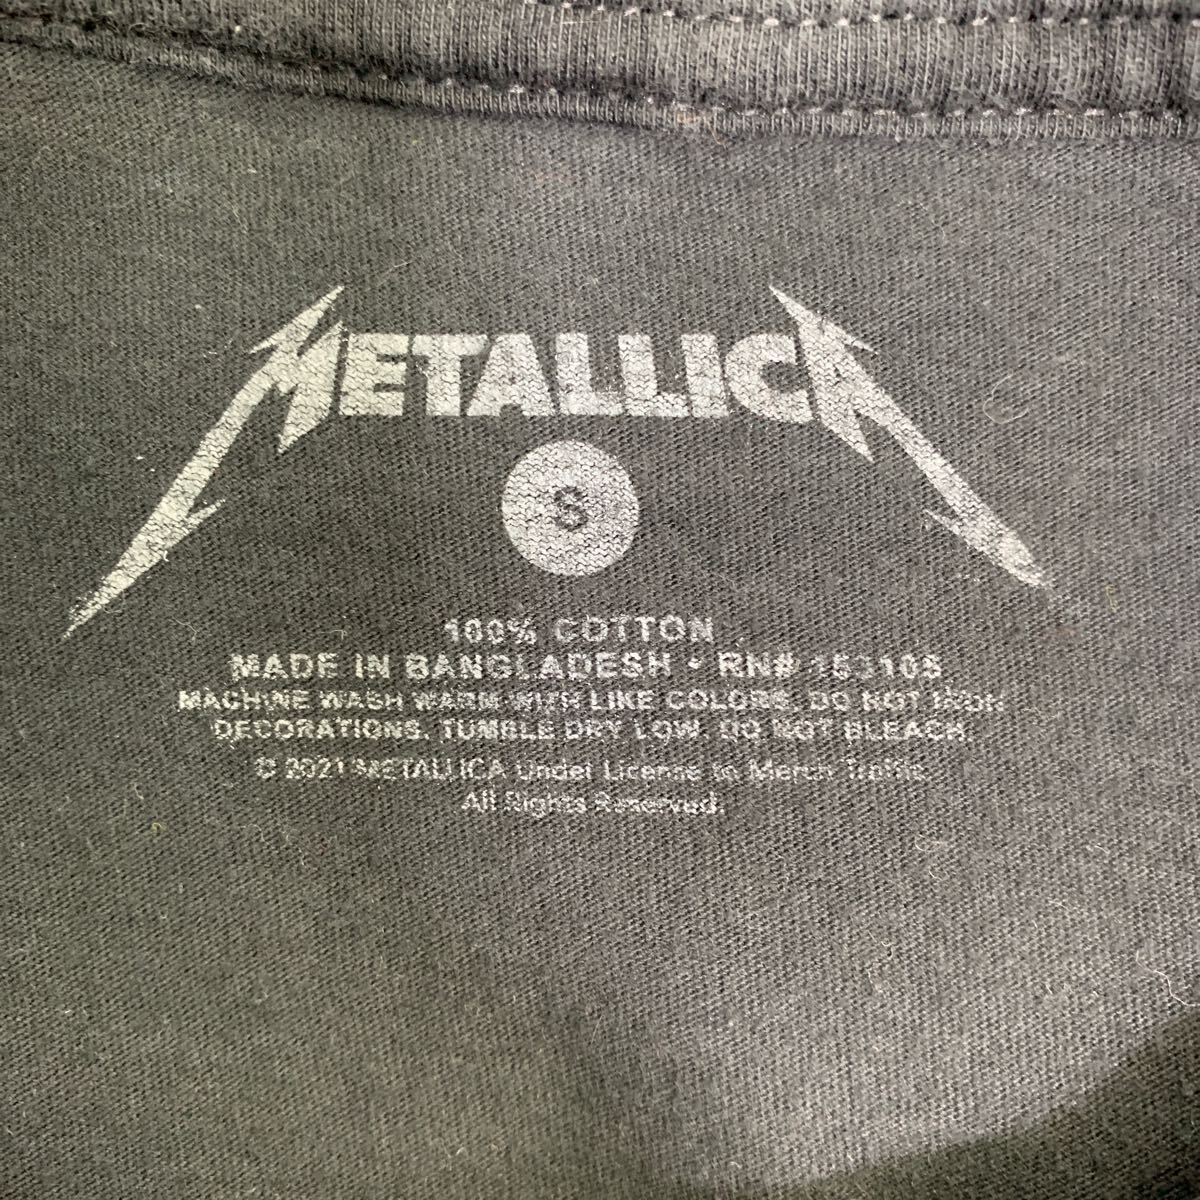 METALLICA
S
100% COTTON
MADE IN BANGLADESH • RN#
MACHINE WASH WARM WITH LIKE COLORS. DO NOT IRON
DECORATIONS. TUMBLE DRY LOW. DO NOT BLEACH.
© 2021 METALLICA Under License to Merch Traffic
All Rights Reserved.